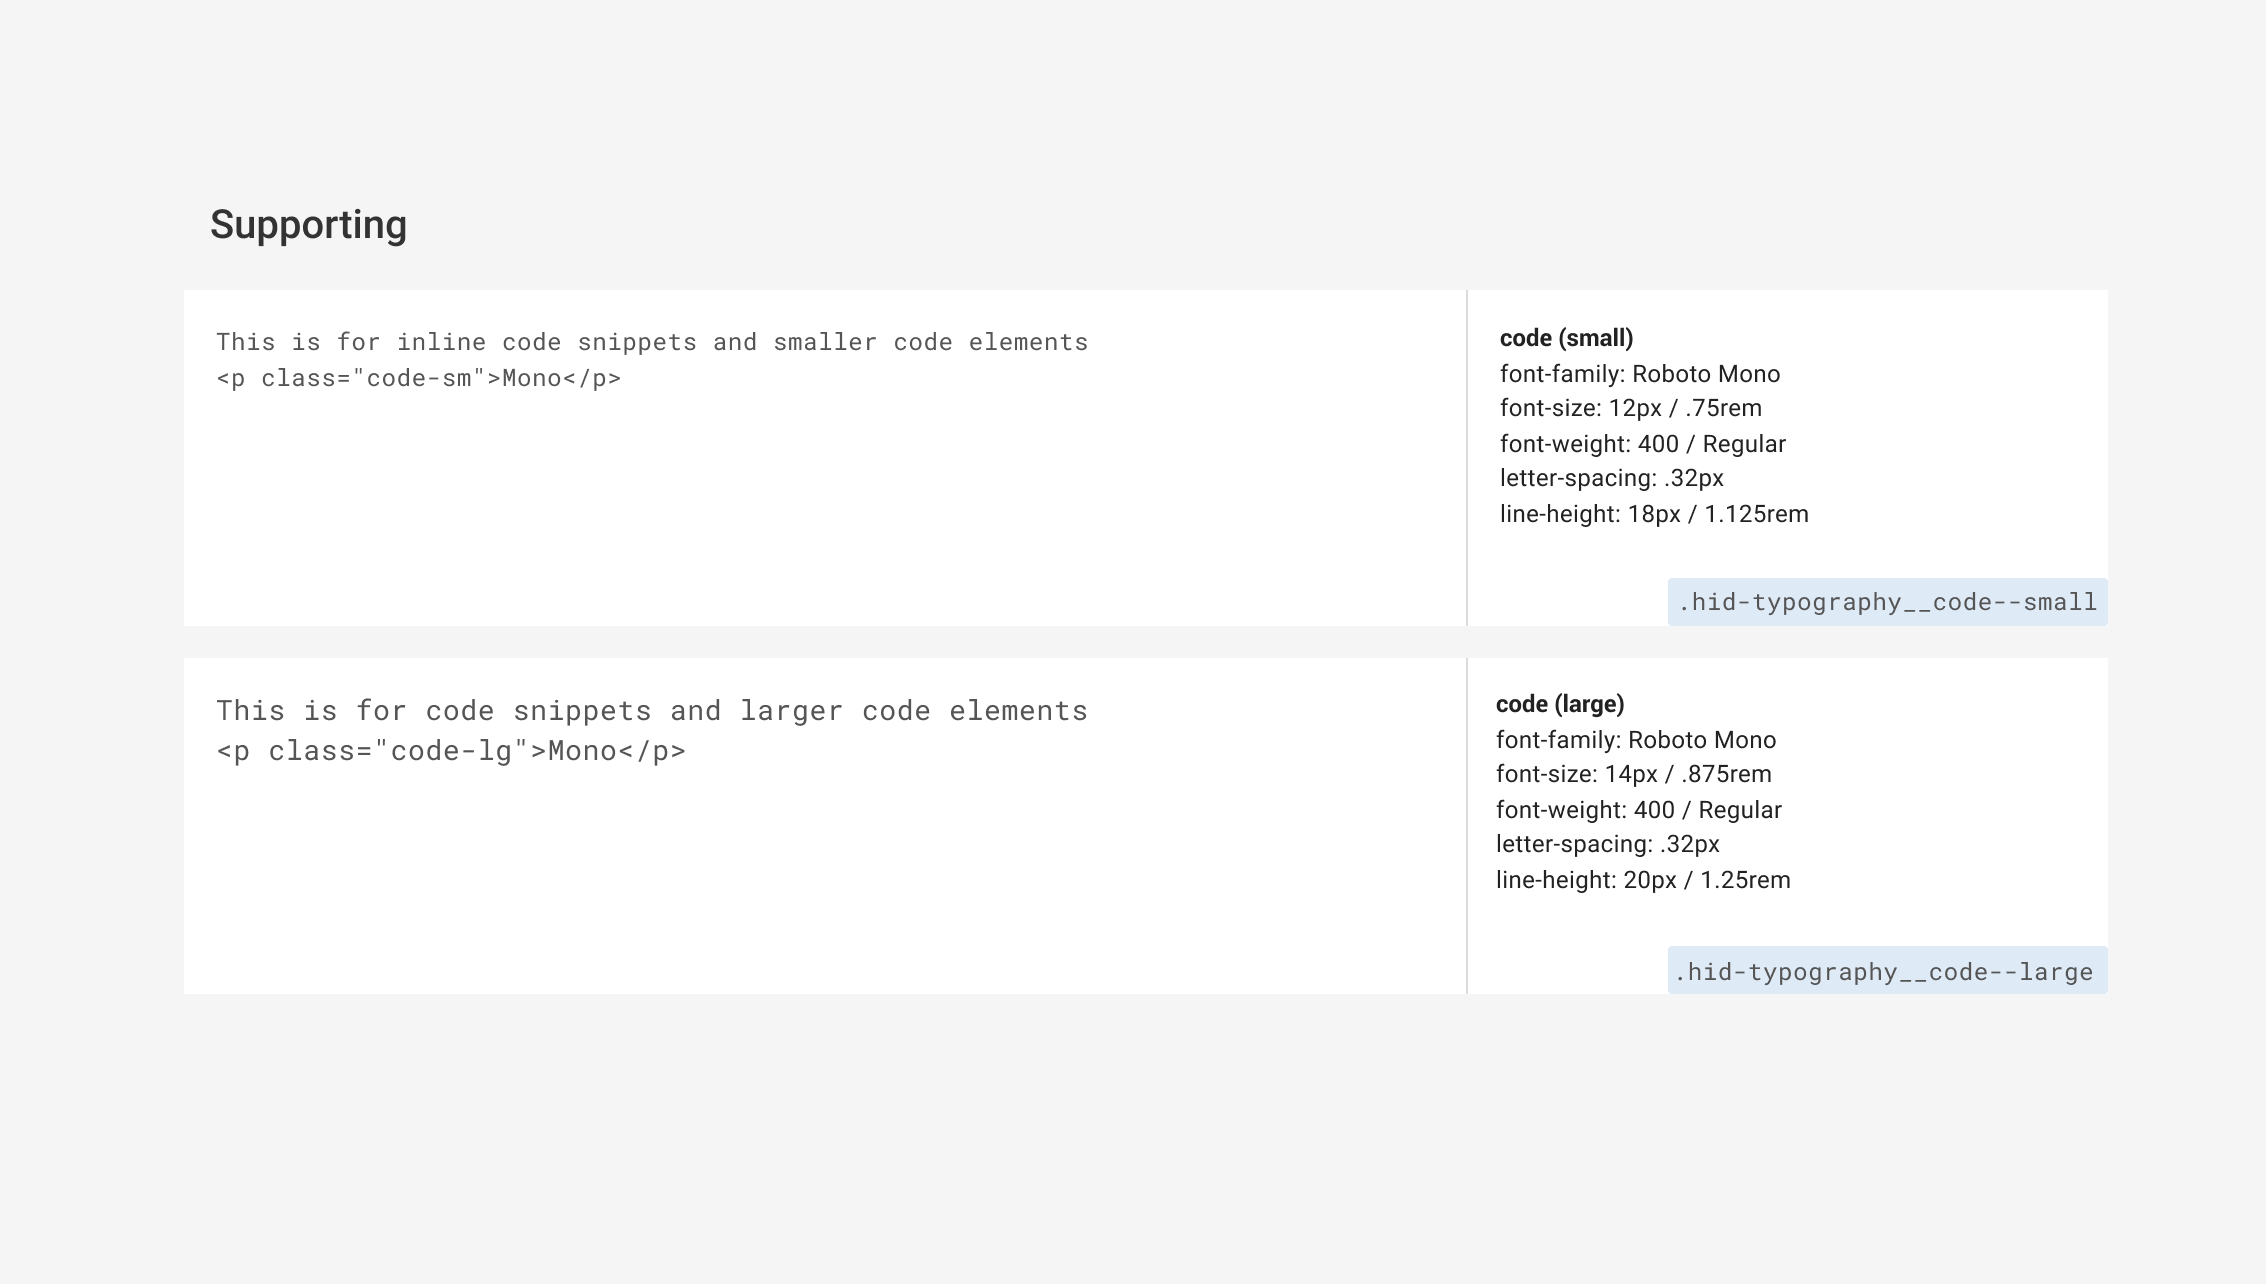 Supporting
This is for inline code snippets and smaller code elements
<p class="code-sm">Mono</p>
code (small)
font-family: Roboto Mono
font-size: 12px / .75rem
font-weight: 400 / Regular
letter-spacing: .32px
line-height: 18px / 1.125rem
.hid-typography__code--small
This is for code snippets and larger code elements
<p class="code-lg">Mono</p>
code (large)
font-family: Roboto Mono
font-size: 14px / .875rem
font-weight: 400 / Regular
letter-spacing: .32px
line-height: 20px / 1.25rem
.hid-typography__code--large